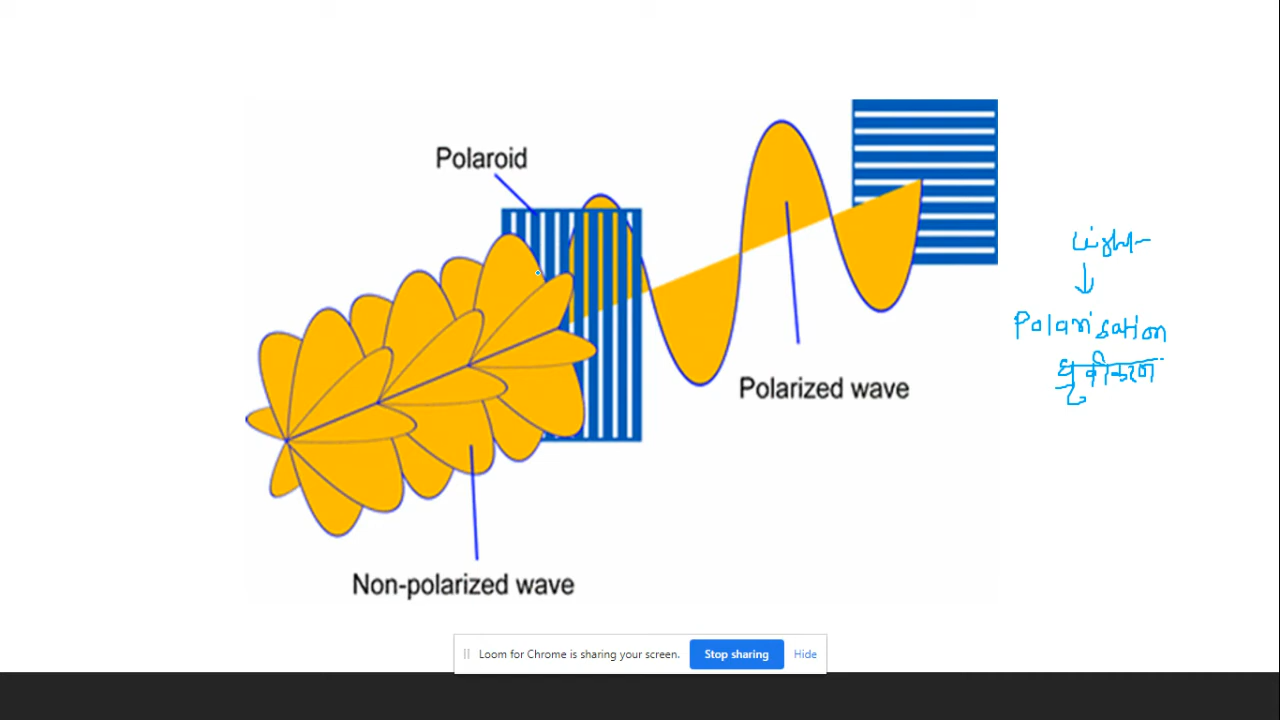 Polaroid
Light
Polarisation
ध्रुवीकरण
Polarized wave
Non-polarized wave
Loom for Chrome is sharing your screen. Stop sharing Hide